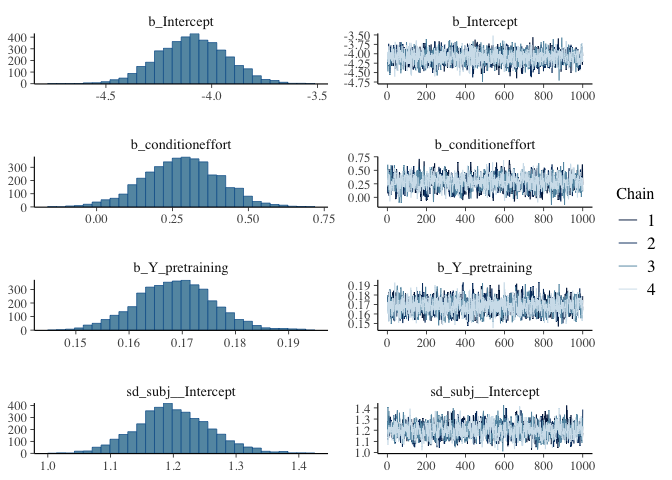 b_Intercept
400
300
200
100
0
-4.5 -4.0 -3.5
b_Intercept
-3.50
-3.75
-4.00
-4.25
-4.50
-4.75
0 200 400 600 800 1000
b_conditioneffort
300
200
100
0
0.00 0.25 0.50 0.75
b_conditioneffort
0.75
0.50
0.25
0.00
0 200 400 600 800 1000
b_Y_pretraining
300
200
100
0
0.15 0.16 0.17 0.18 0.19
b_Y_pretraining
0.19
0.18
0.17
0.16
0.15
0 200 400 600 800 1000
sd_subj__Intercept
400
300
200
100
0
1.0 1.1 1.2 1.3 1.4
sd_subj__Intercept
1.4
1.3
1.2
1.1
1.0
0 200 400 600 800 1000
Chain
1
2
3
4